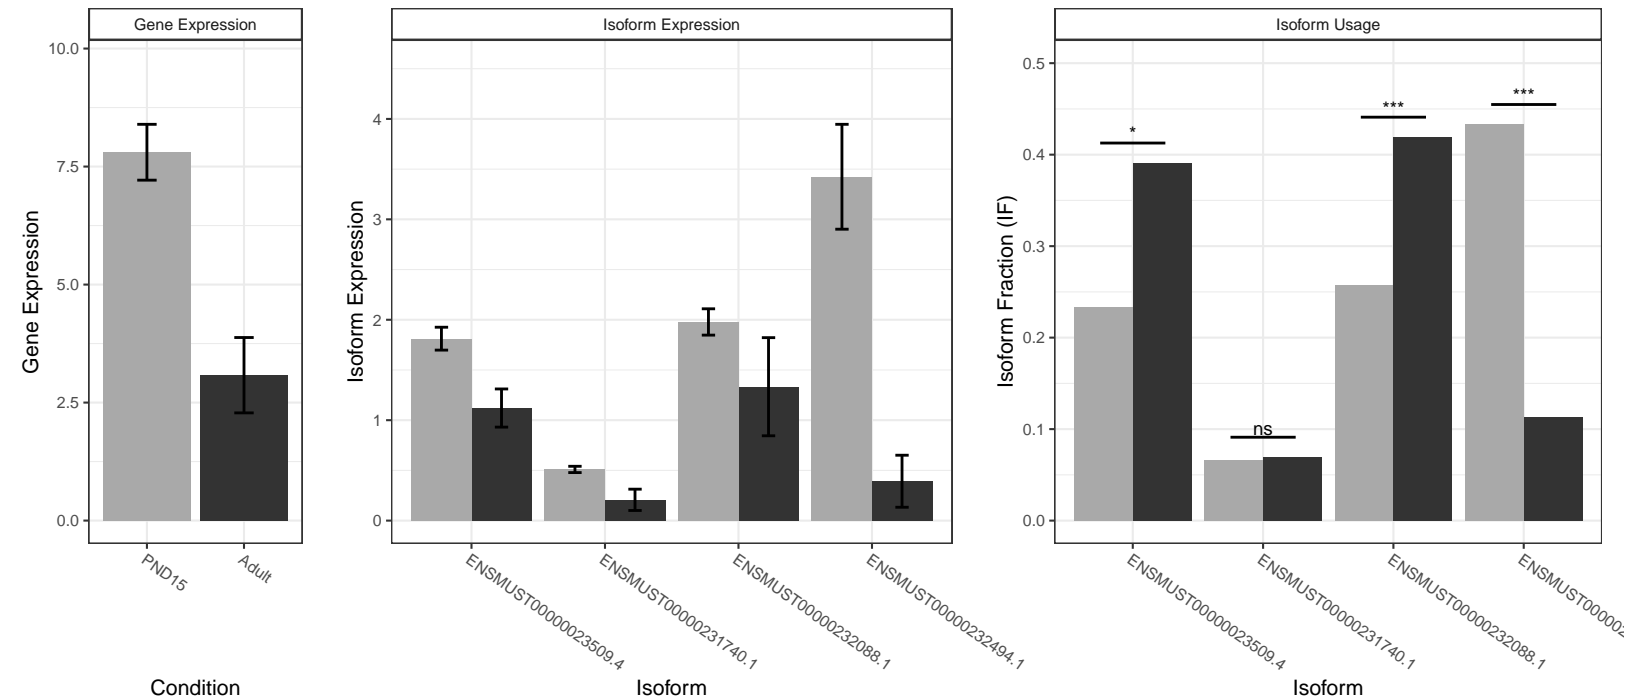 Gene Expression
Gene Expression
10.0
7.5
5.0
2.5
0.0
PND15
Adult
Condition
Isoform Expression
Isoform Expression
4
3
2
1
0
ENSMUST00000023509.4
ENSMUST00000231740.1
ENSMUST00000232088.1
ENSMUST00000232494.1
Isoform
Isoform Usage
Isoform Fraction (IF)
0.5
0.4
0.3
0.2
0.1
0.0
*
ns
***
***
ENSMUST00000023509.4
ENSMUST00000231740.1
ENSMUST00000232088.1
Isoform